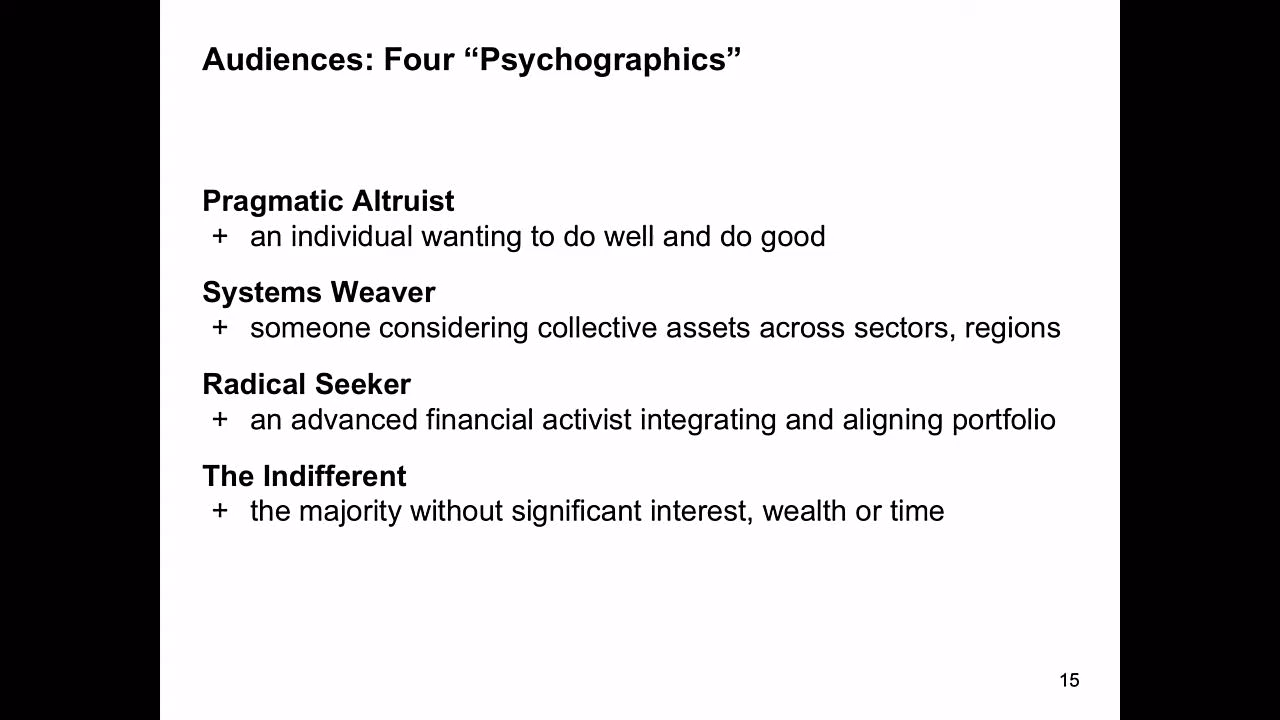 Audiences: Four “Psychographics”
Pragmatic Altruist
+ an individual wanting to do well and do good
Systems Weaver
+ someone considering collective assets across sectors, regions
Radical Seeker
+ an advanced financial activist integrating and aligning portfolio
The Indifferent
+ the majority without significant interest, wealth or time
15